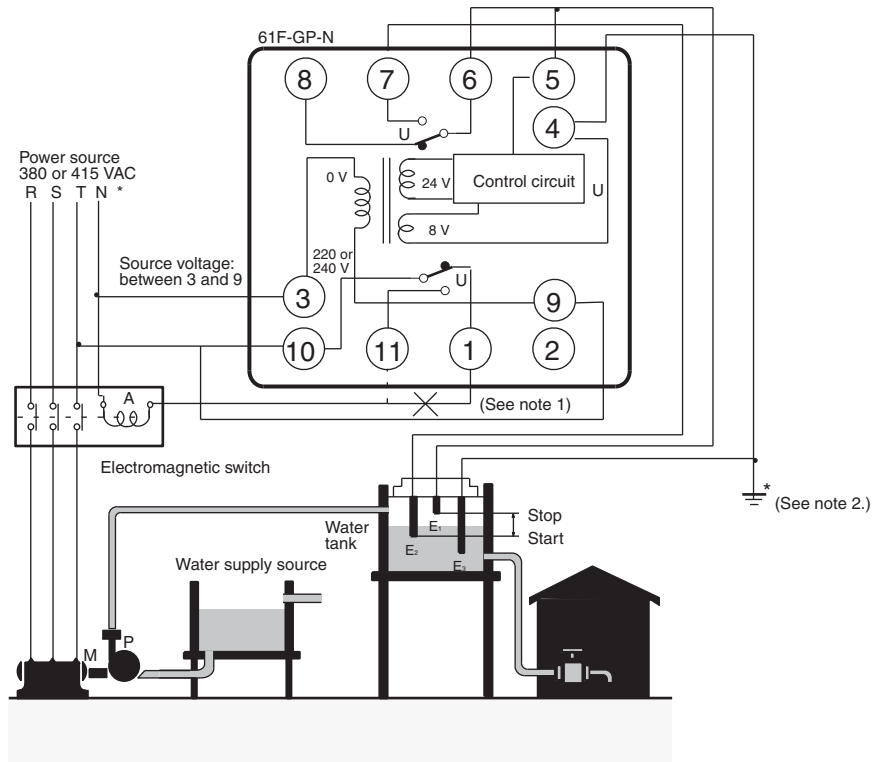 61F-GP-N
8 7 6 5
4
U
Power source
380 or 415 VAC
R S T N *
0 V
24 V
Control circuit
U
8 V
220 or
240 V
Source voltage:
between 3 and 9
U
3
9
10 11 1 2
A
(See note 1)
Electromagnetic switch
* (See note 2.)
Water
tank
E1
Stop
E2
Start
E3
Water supply source
M P